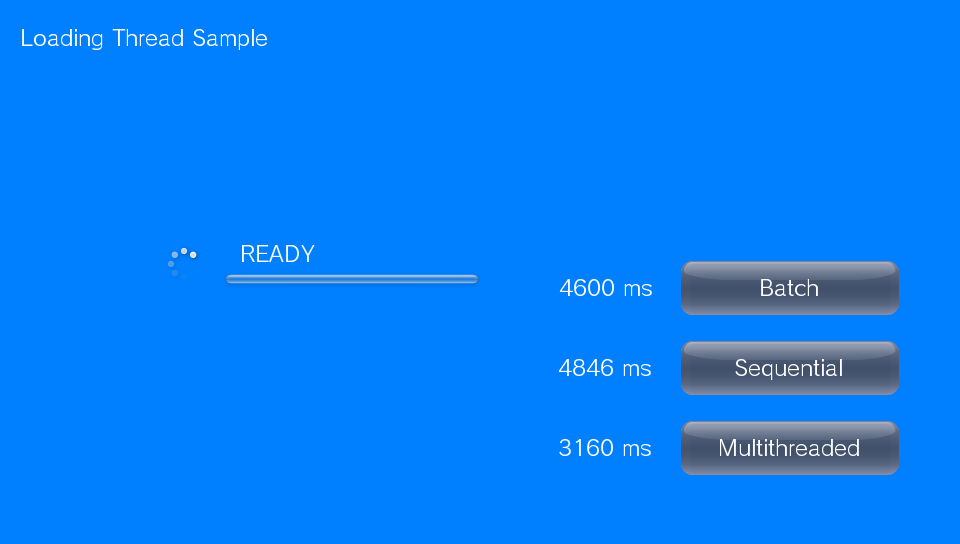 Loading Thread Sample
READY
4600 ms Batch
4846 ms Sequential
3160 ms Multithreaded